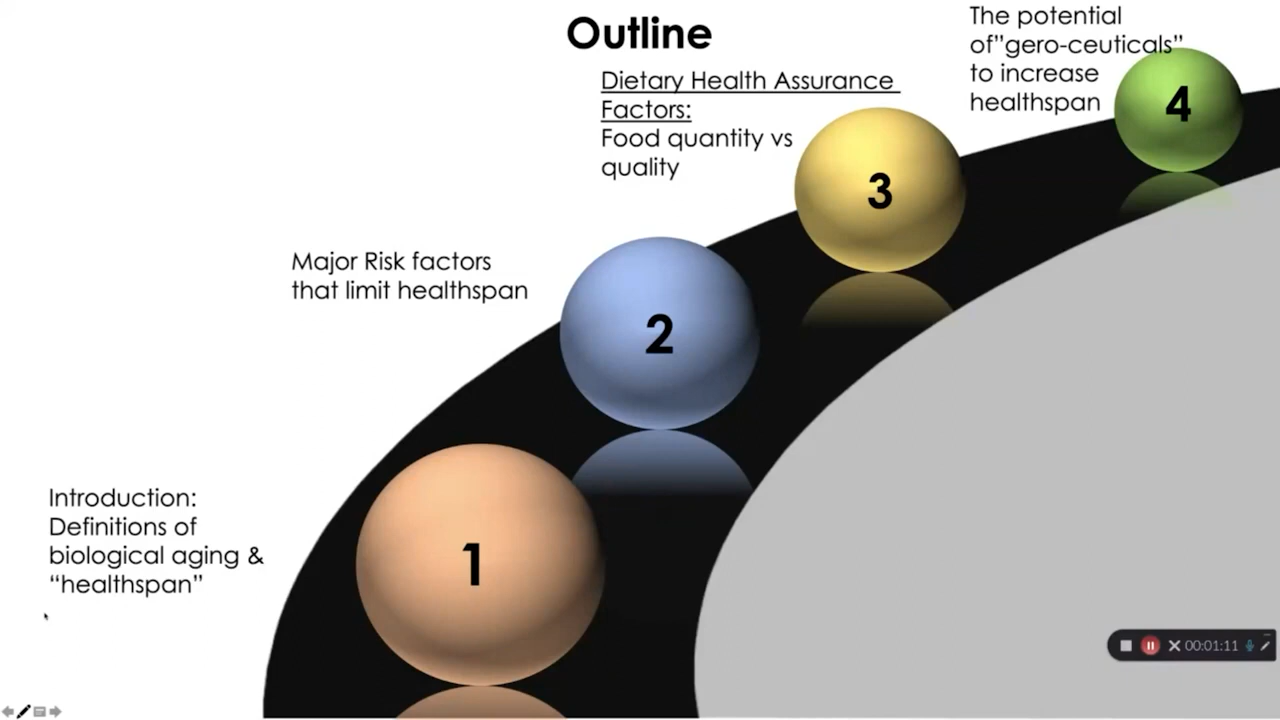 Outline
The potential
of”gero-ceuticals”
to increase
healthspan
4
Dietary Health Assurance
Factors:
Food quantity vs
quality
3
Major Risk factors
that limit healthspan
2
Introduction:
Definitions of
biological aging &
“healthspan”
1
00:01:11